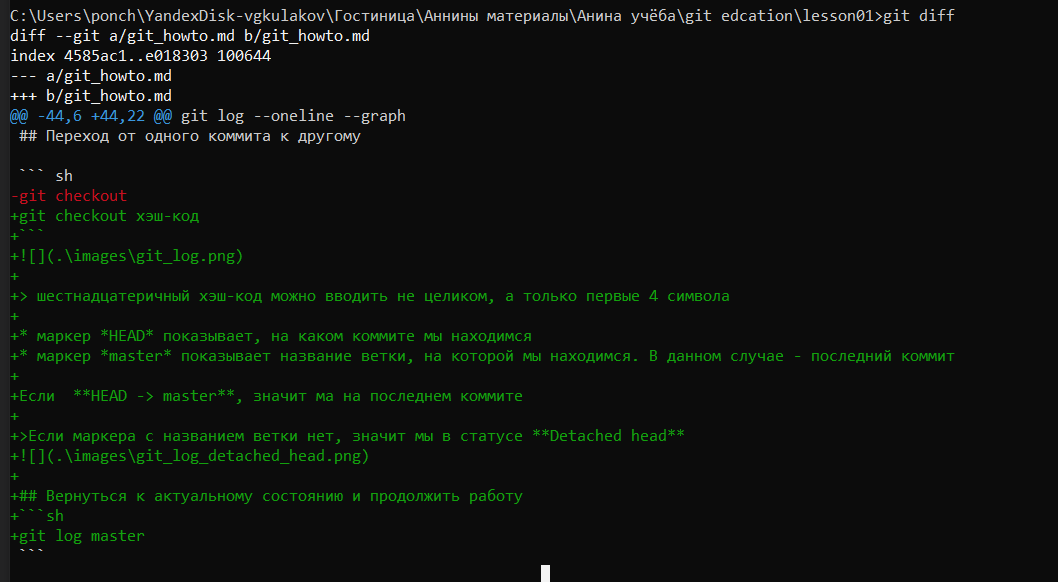 C:\Users\ponch\YandexDisk-vgkulakov\Гостиница\Аннины материалы\Анина учёба\git edcation\lesson01>git diff
diff --git a/git_howto.md b/git_howto.md
index 4585ac1..e018303 100644
--- a/git_howto.md
+++ b/git_howto.md
@@ -44,6 +44,22 @@ git log --oneline --graph
 ## Переход от одного коммита к другому

 ``` sh
-git checkout
+git checkout хэш-код
+```
+![](.\images\git_log.png)
+
+> шестнадцатеричный хэш-код можно вводить не целиком, а только первые 4 символа
+
+* маркер *HEAD* показывает, на каком коммите мы находимся
+* маркер *master* показывает название ветки, на которой мы находимся. В данном случае - последний коммит
+
+Если  **HEAD -> master**, значит ма на последнем коммите
+
+>Если маркера с названием ветки нет, значит мы в статусе **Detached head**
+![](.\images\git_log_detached_head.png)
+
+## Вернуться к актуальному состоянию и продолжить работу
+```sh
+git log master
 ```